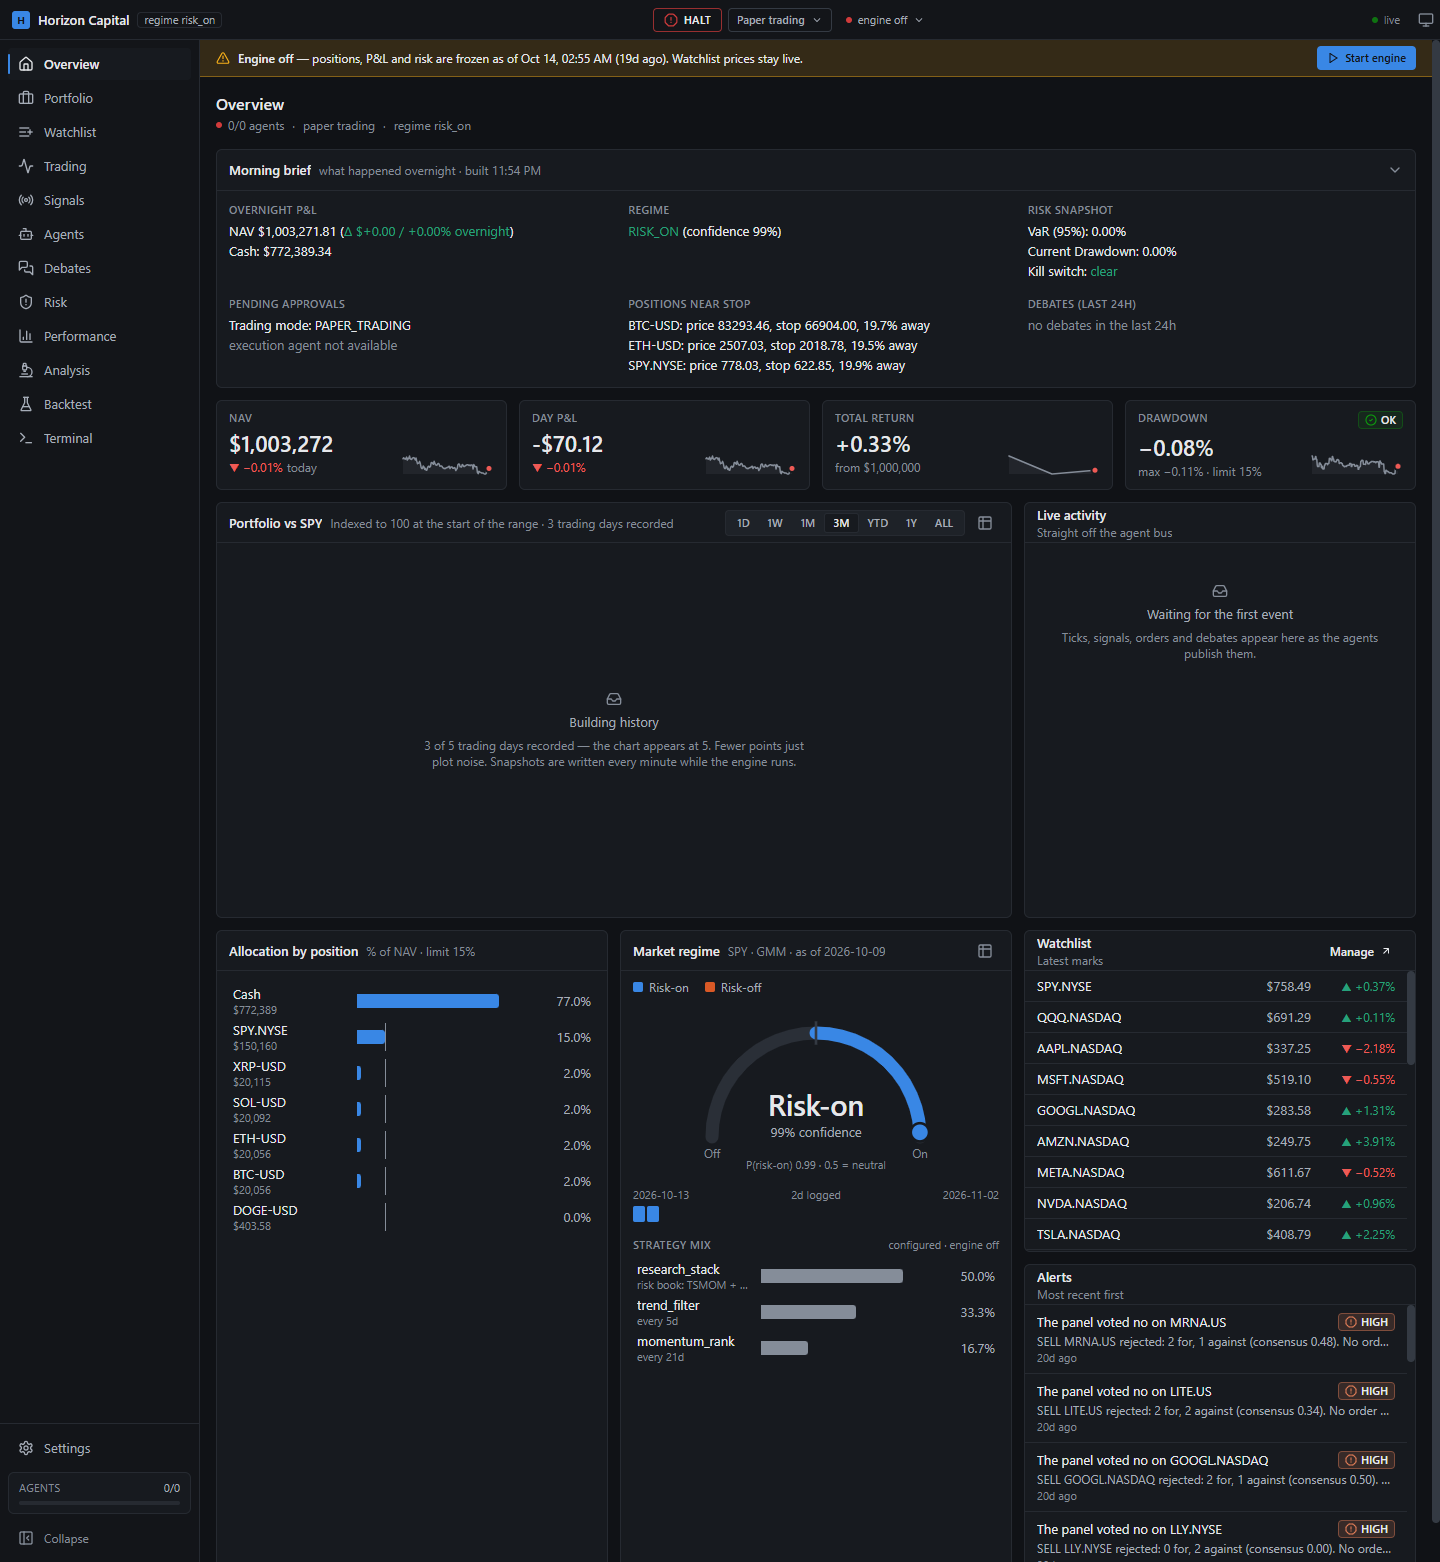 H Horizon Capital regime risk_on HALT Paper trading engine off live
Engine off — positions, P&L and risk are frozen as of Oct 14, 02:55 AM (19d ago). Watchlist prices stay live. Start engine
Overview
Portfolio
Watchlist
Trading
Signals
Agents
Debates
Risk
Performance
Analysis
Backtest
Terminal
Settings
AGENTS 0/0
Collapse
Overview
0/0 agents · paper trading · regime risk_on
Morning brief what happened overnight · built 11:54 PM
OVERNIGHT P&L
NAV $1,003,271.81 (Δ $+0.00 / +0.00% overnight)
Cash: $772,389.34
REGIME
RISK_ON (confidence 99%)
RISK SNAPSHOT
VaR (95%): 0.00%
Current Drawdown: 0.00%
Kill switch: clear
PENDING APPROVALS
Trading mode: PAPER_TRADING
execution agent not available
POSITIONS NEAR STOP
BTC-USD: price 83293.46, stop 66904.00, 19.7% away
ETH-USD: price 2507.03, stop 2018.78, 19.5% away
SPY.NYSE: price 778.03, stop 622.85, 19.9% away
DEBATES (LAST 24H)
no debates in the last 24h
NAV
$1,003,272
▼ −0.01% today
DAY P&L
-$70.12
▼ −0.01%
TOTAL RETURN
+0.33%
from $1,000,000
DRAWDOWN OK
−0.08%
max −0.11% · limit 15%
Portfolio vs SPY Indexed to 100 at the start of the range · 3 trading days recorded 1D 1W 1M 3M YTD 1Y ALL
Building history
3 of 5 trading days recorded — the chart appears at 5. Fewer points just
plot noise. Snapshots are written every minute while the engine runs.
Live activity
Straight off the agent bus
Waiting for the first event
Ticks, signals, orders and debates appear here as the agents
publish them.
Allocation by position % of NAV · limit 15%
Cash 77.0%
$772,389
SPY.NYSE 15.0%
$150,160
XRP-USD 2.0%
$20,115
SOL-USD 2.0%
$20,092
ETH-USD 2.0%
$20,056
BTC-USD 2.0%
$20,056
DOGE-USD 0.0%
$403.58
Market regime SPY · GMM · as of 2026-10-09
Risk-on Risk-off
Risk-on
99% confidence
Off On
P(risk-on) 0.99 · 0.5 = neutral
2026-10-13 2d logged 2026-11-02
STRATEGY MIX configured · engine off
research_stack 50.0%
risk book: TSMOM + ...
trend_filter 33.3%
every 5d
momentum_rank 16.7%
every 21d
Watchlist Manage
Latest marks
SPY.NYSE $758.49 ▲ +0.37%
QQQ.NASDAQ $691.29 ▲ +0.11%
AAPL.NASDAQ $337.25 ▼ −2.18%
MSFT.NASDAQ $519.10 ▼ −0.55%
GOOGL.NASDAQ $283.58 ▲ +1.31%
AMZN.NASDAQ $249.75 ▲ +3.91%
META.NASDAQ $611.67 ▼ −0.52%
NVDA.NASDAQ $206.74 ▲ +0.96%
TSLA.NASDAQ $408.79 ▲ +2.25%
Alerts
Most recent first
The panel voted no on MRNA.US HIGH
SELL MRNA.US rejected: 2 for, 1 against (consensus 0.48). No ord...
20d ago
The panel voted no on LITE.US HIGH
SELL LITE.US rejected: 2 for, 2 against (consensus 0.34). No order ...
20d ago
The panel voted no on GOOGL.NASDAQ HIGH
SELL GOOGL.NASDAQ rejected: 2 for, 1 against (consensus 0.50). ...
20d ago
The panel voted no on LLY.NYSE HIGH
SELL LLY.NYSE rejected: 0 for, 2 against (consensus 0.00). No orde...